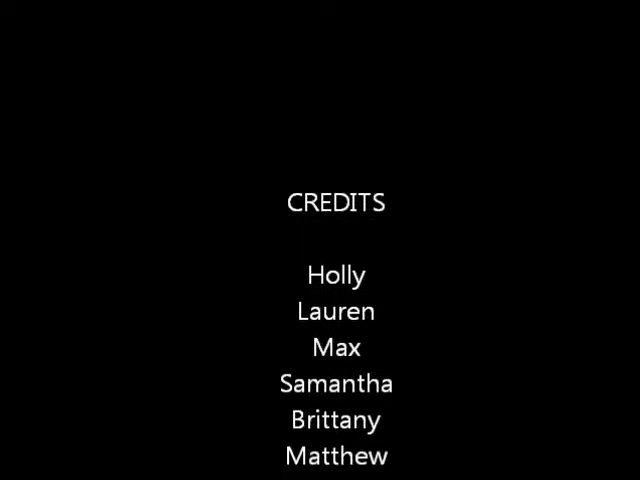 CREDITS
Holly
Lauren
Max
Samantha
Brittany
Matthew